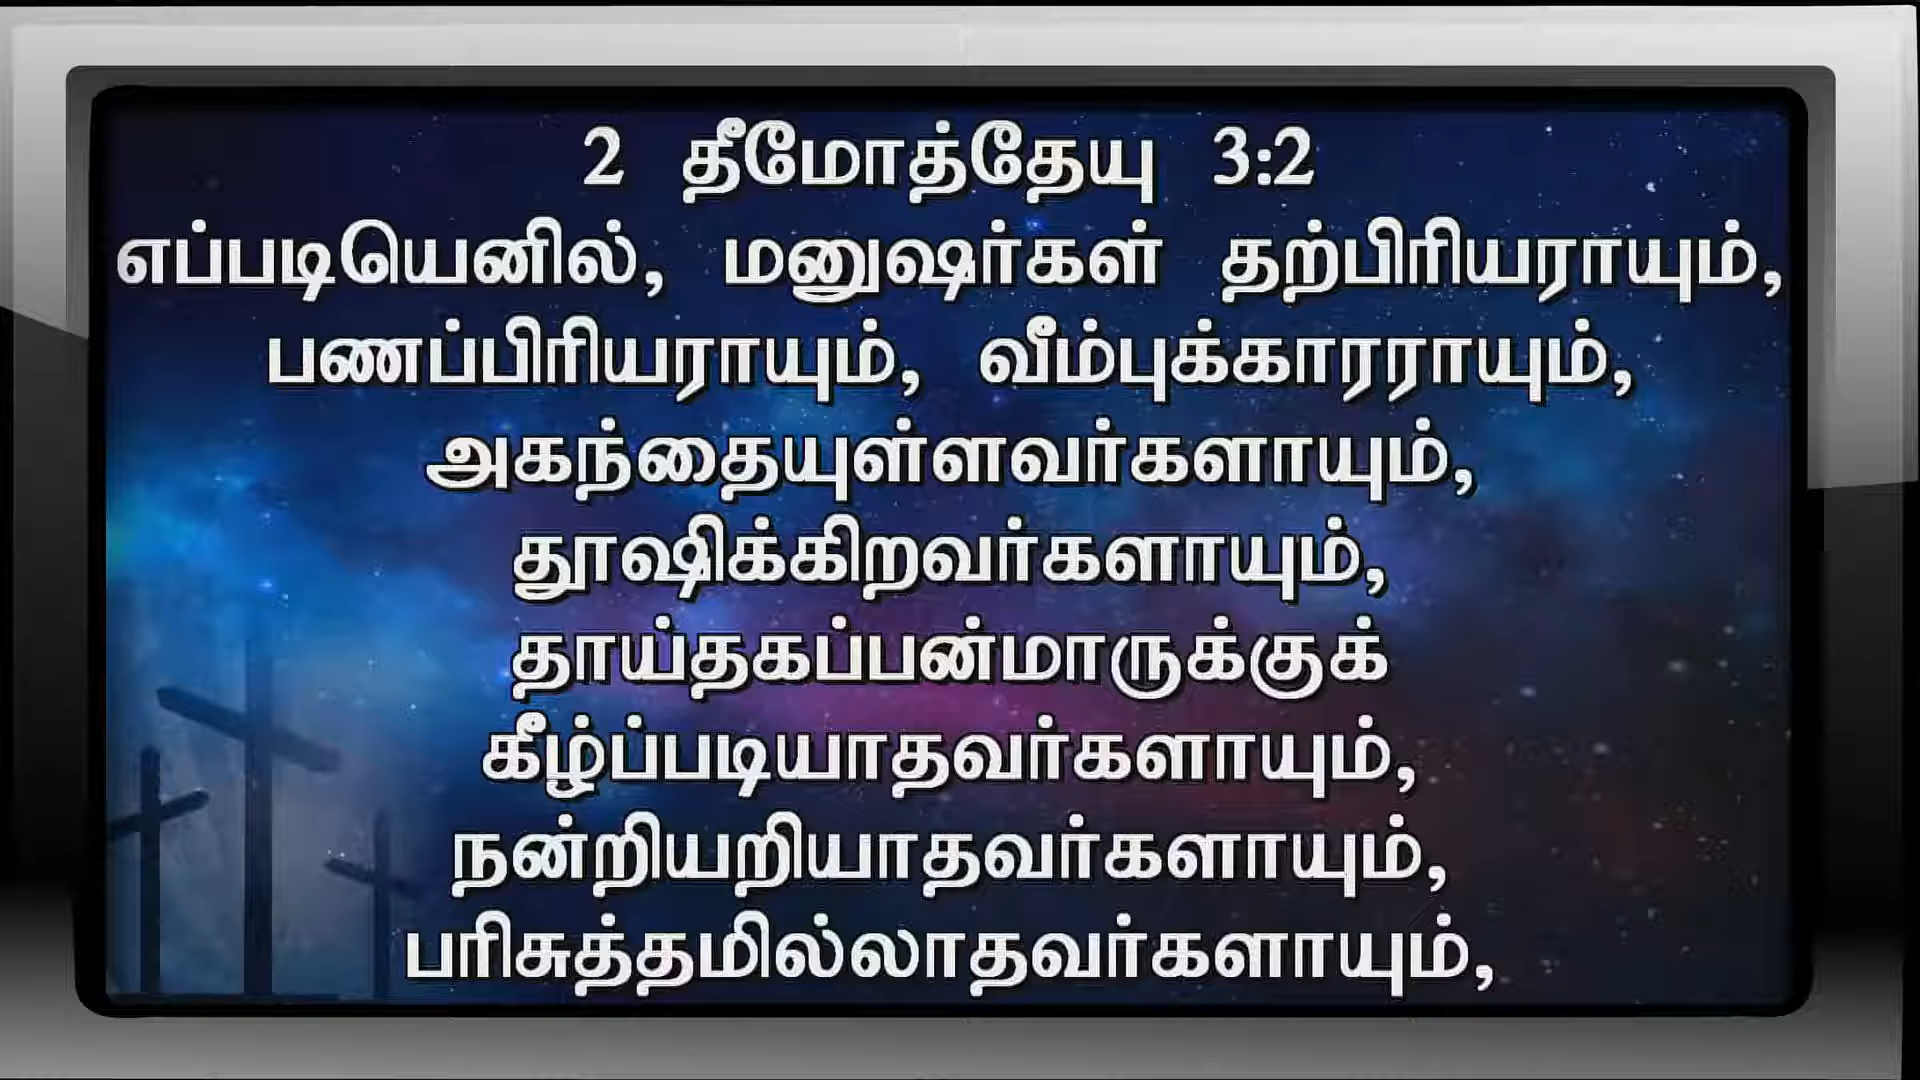 2 தீமோத்தேயு 3:2
எப்படியெனில், மனுஷர்கள் தற்பிரியராயும்,
பணப்பிரியராயும், வீம்புக்காரராயும்,
அகந்தையுள்ளவர்களாயும்,
தூஷிக்கிறவர்களாயும்,
தாய்தகப்பன்மாருக்குக்
கீழ்ப்படியாதவர்களாயும்,
நன்றியறியாதவர்களாயும்,
பரிசுத்தமில்லாதவர்களாயும்,